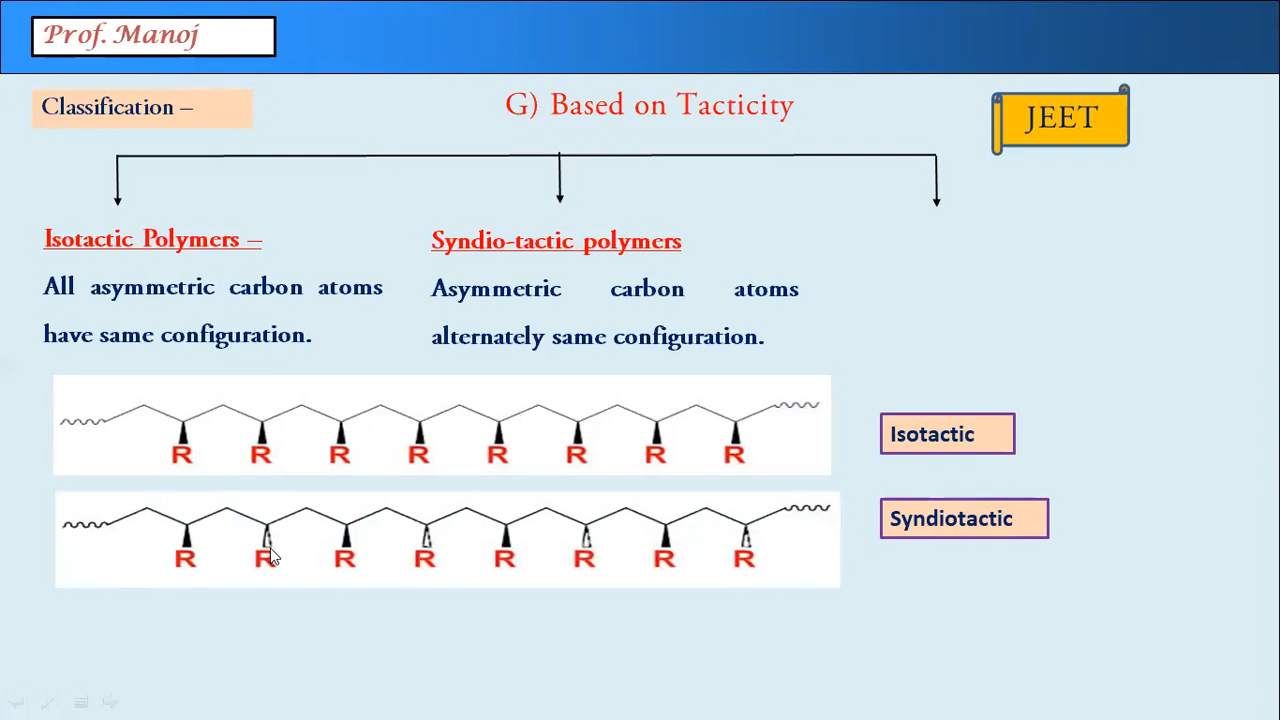 Prof. Manoj
Classification –
G) Based on Tacticity
JEET
Isotactic Polymers –
All asymmetric carbon atoms
have same configuration.
Syndio-tactic polymers
Asymmetric carbon atoms
alternately same configuration.
R R R R R R R R
Isotactic
R R R R R R R R
Syndiotactic